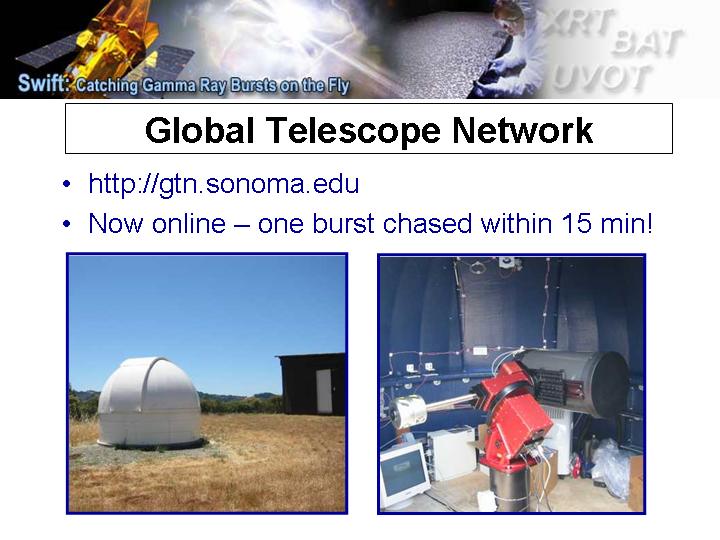 XRT
BAT
UVOT
Swift: Catching Gamma Ray Bursts on the Fly
Global Telescope Network
• http://gtn.sonoma.edu
• Now online – one burst chased within 15 min!